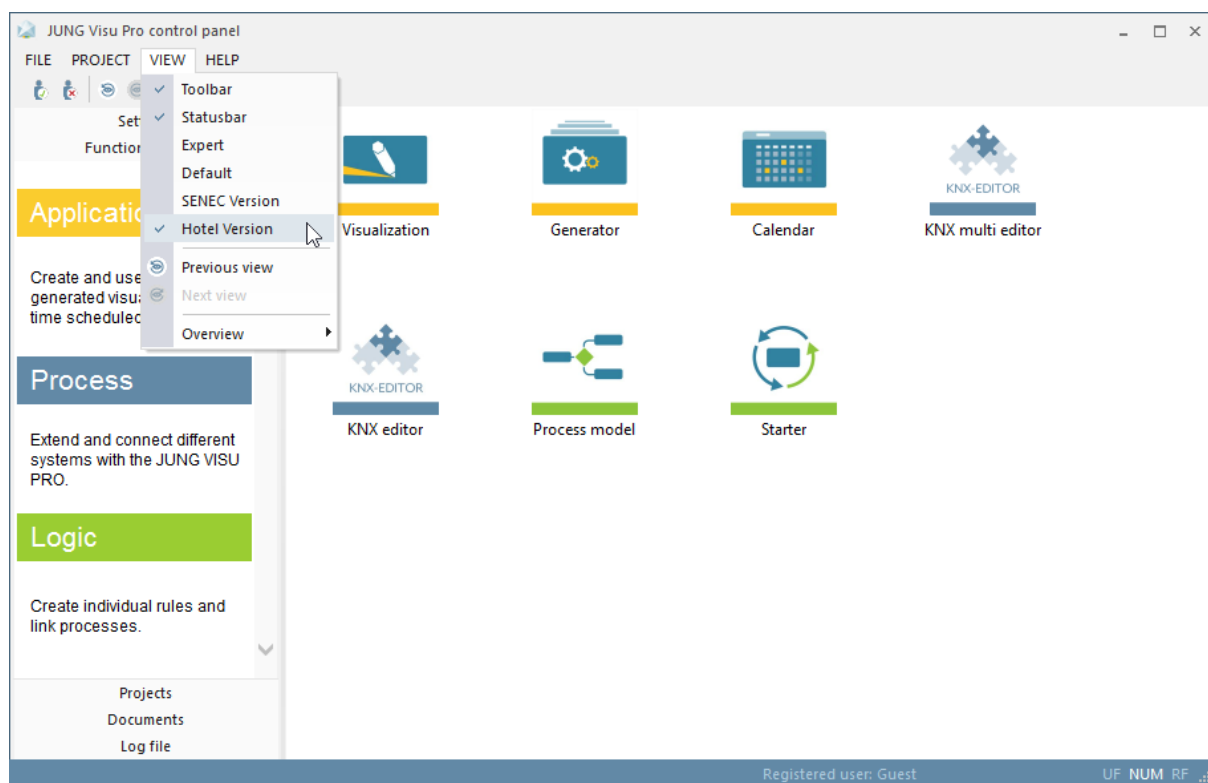 JUNG Visu Pro control panel
FILE PROJECT VIEW HELP
Toolbar
Statusbar
Expert
Default
SENEC Version
Hotel Version
Previous view
Next view
Overview
Set
Function
Applicatio
Create and use
generated visu
time scheduled
Process
Extend and connect different
systems with the JUNG VISU
PRO.
Logic
Create individual rules and
link processes.
Projects
Documents
Log file
Visualization
Generator
Calendar
KNX-EDITOR
KNX multi editor
KNX-EDITOR
KNX editor
Process model
Starter
Registered user: Guest
UF NUM RF